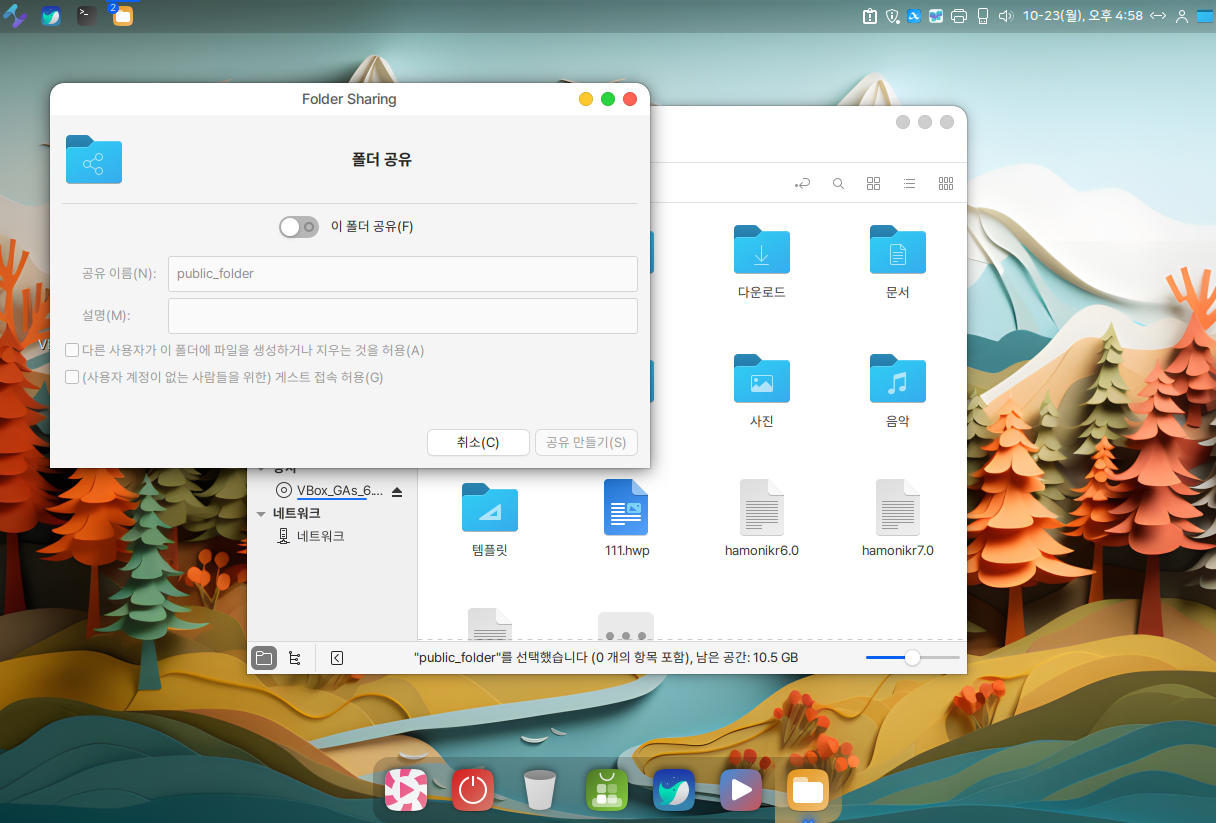 2
>_
10-23(월), 오후 4:58
Folder Sharing
폴더 공유
이 폴더 공유(F)
공유 이름(N):
public_folder
설명(M):
다른 사용자가 이 폴더에 파일을 생성하거나 지우는 것을 허용(A)
(사용자 계정이 없는 사람들을 위한) 게스트 접속 허용(G)
취소(C)
공유 만들기(S)
다운로드
문서
사진
음악
VBox_GAs_6....
네트워크
네트워크
템플릿
111.hwp
hamonikr6.0
hamonikr7.0
"public_folder"를 선택했습니다 (0 개의 항목 포함), 남은 공간: 10.5 GB